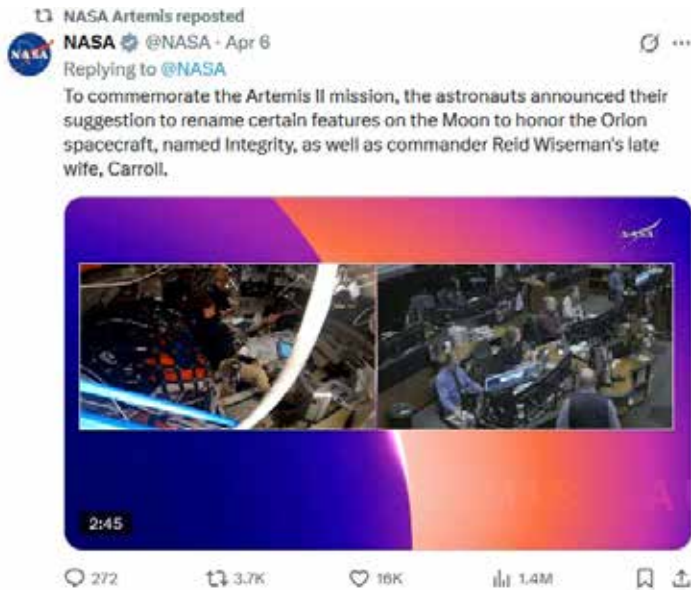 NASA Artemis reposted
NASA @NASA · Apr 6
Replying to @NASA
To commemorate the Artemis II mission, the astronauts announced their
suggestion to rename certain features on the Moon to honor the Orion
spacecraft, named Integrity, as well as commander Reid Wiseman's late
wife, Carroll.
NASA
2:45
272 3.7K 16K 1.4M